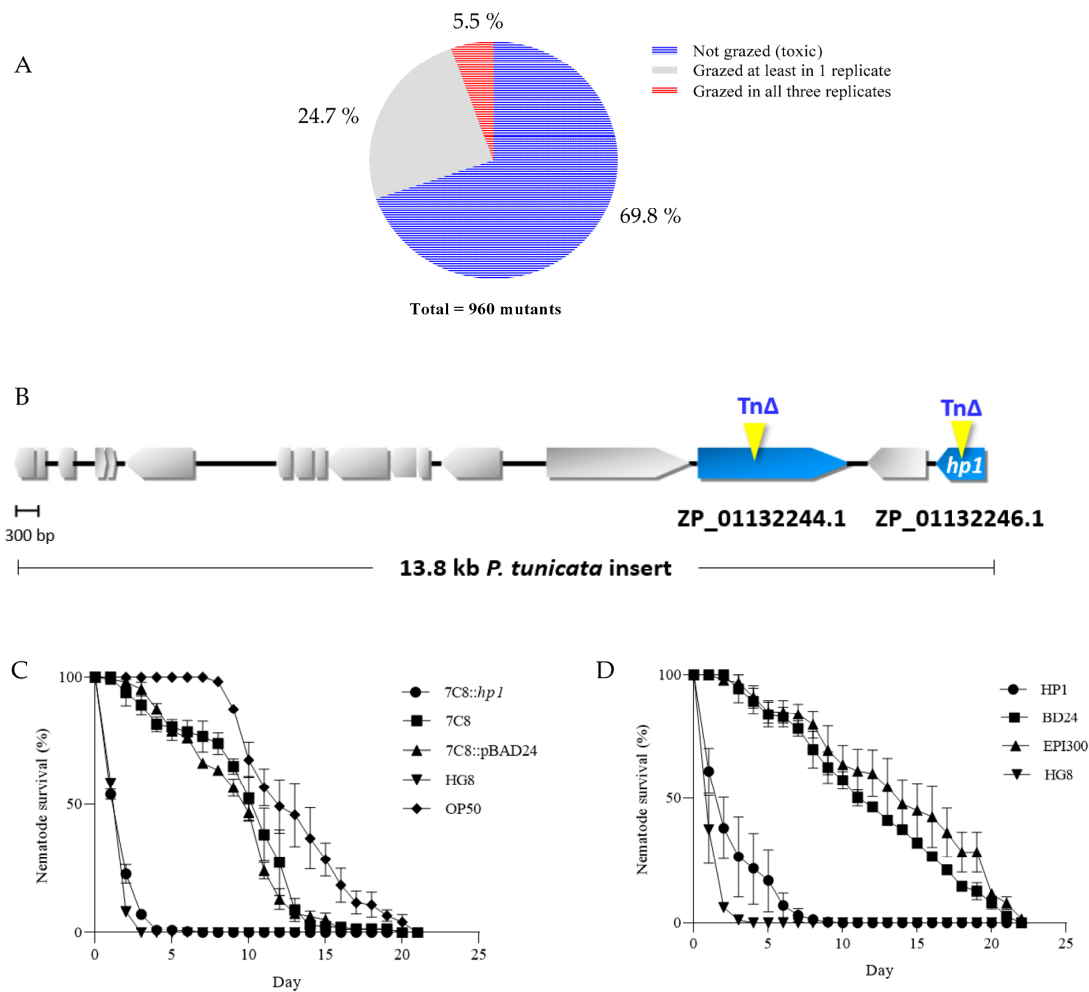 A
5.5 %
24.7 %
69.8 %
Not grazed (toxic)
Grazed at least in 1 replicate
Grazed in all three replicates
Total = 960 mutants
B
TnΔ
TnΔ
hp1
300 bp
ZP_01132244.1
ZP_01132246.1
13.8 kb P. tunicata insert
C
Nematode survival (%)
100
50
0
0
5
10
15
20
25
Day
7C8::hp1
7C8
7C8::pBAD24
HG8
OP50
D
Nematode survival (%)
100
50
0
0
5
10
15
20
25
Day
HP1
BD24
EPI300
HG8